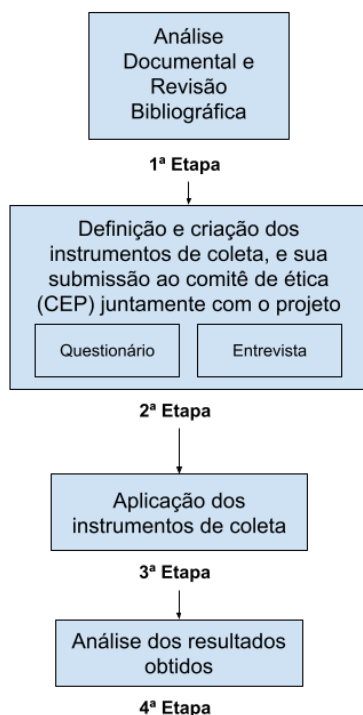 Análise
Documental e
Revisão
Bibliográfica
1ª Etapa
Definição e criação dos
instrumentos de coleta, e sua
submissão ao comitê de ética
(CEP) juntamente com o projeto
Questionário
Entrevista
2ª Etapa
Aplicação dos
instrumentos de coleta
3ª Etapa
Análise dos resultados
obtidos
4ª Etapa